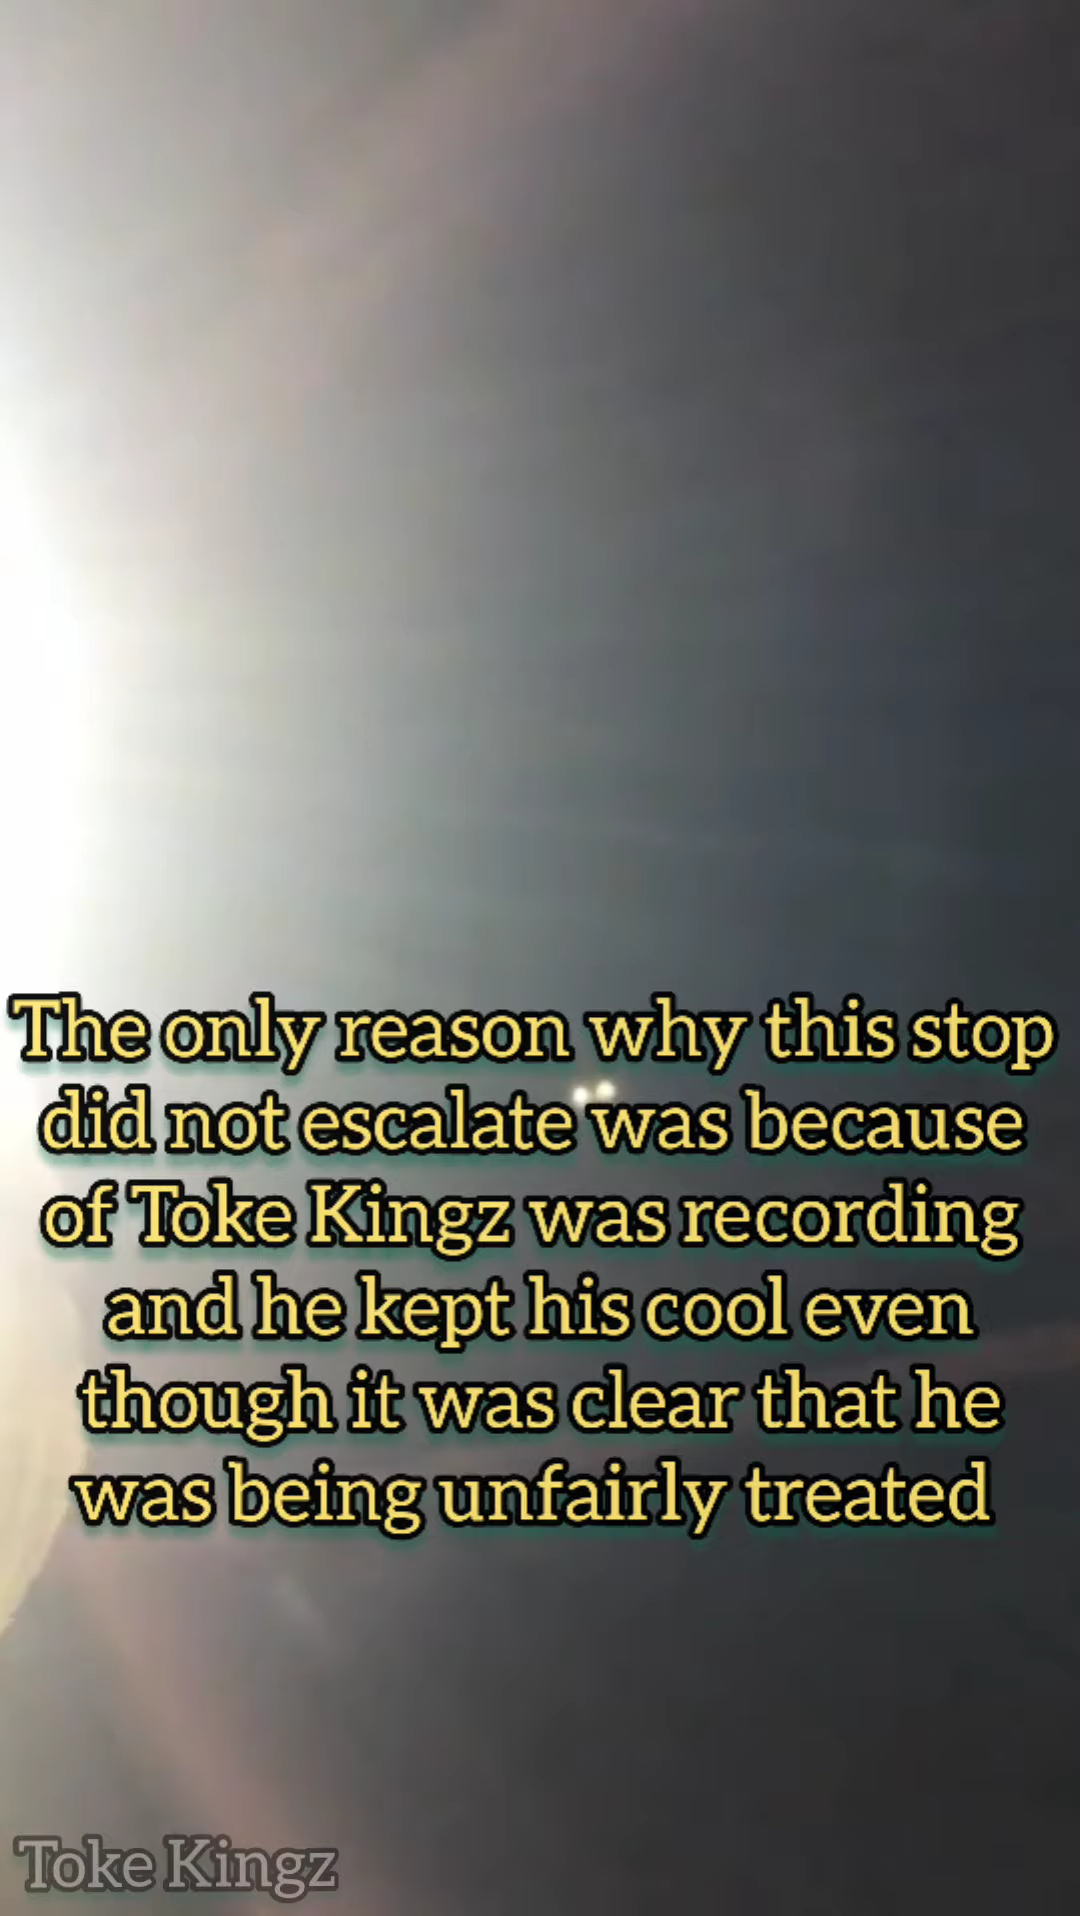 The only reason why this stop
did not escalate was because
of Toke Kingz was recording
and he kept his cool even
though it was clear that he
was being unfairly treated
Toke Kingz